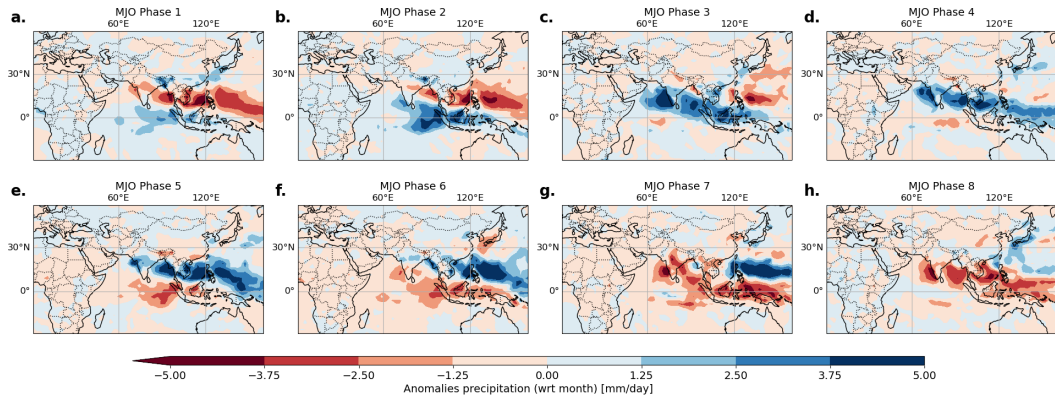 a. MJO Phase 1 b. MJO Phase 2 c. MJO Phase 3 d. MJO Phase 4
60°E 120°E 60°E 120°E 60°E 120°E 60°E 120°E
30°N 30°N 30°N 30°N
0° 0° 0° 0°
e. MJO Phase 5 f. MJO Phase 6 g. MJO Phase 7 h. MJO Phase 8
30°N 30°N 30°N 30°N
0° 0° 0° 0°
60°E 120°E 60°E 120°E 60°E 120°E 60°E 120°E
−5.00 −3.75 −2.50 −1.25 0.00 1.25 2.50 3.75 5.00
Anomalies precipitation (wrt month) [mm/day]